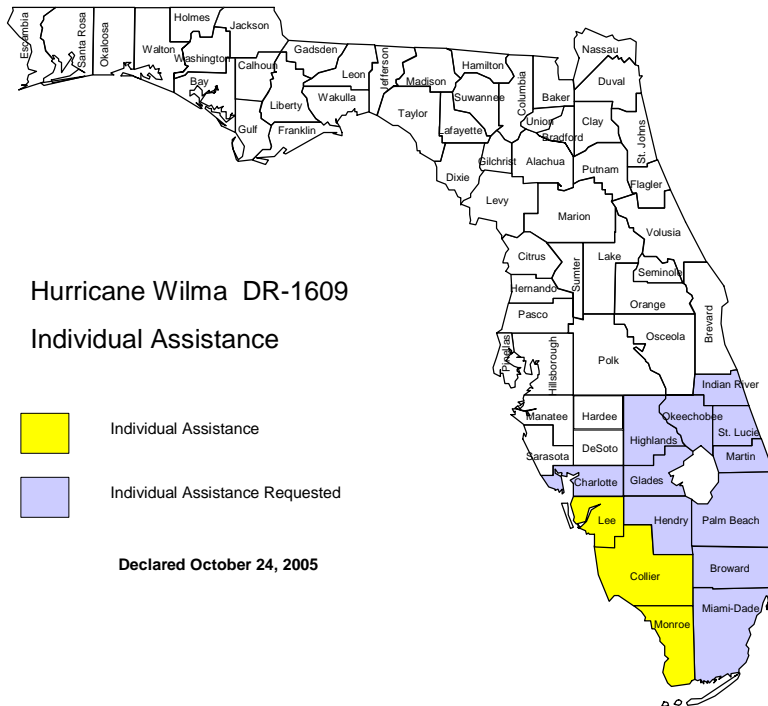 Holmes
Jackson
Escambia
Santa Rosa
Okaloosa
Walton
Washington
Bay
Calhoun
Gadsden
Leon
Jefferson
Madison
Hamilton
Liberty
Wakulla
Gulf
Franklin
Taylor
Suwannee
Lafayette
Columbia
Baker
Nassau
Duval
Union
Bradford
Clay
St. Johns
Gilchrist
Alachua
Putnam
Dixie
Flagler
Levy
Marion
Volusia
Citrus
Sumter
Lake
Seminole
Hernando
Orange
Brevard
Pasco
Osceola
Pinellas
Hillsborough
Polk
Hurricane Wilma DR-1609
Individual Assistance
Indian River
Manatee
Hardee
Okeechobee
Individual Assistance
Highlands
St. Lucie
Sarasota
DeSoto
Martin
Individual Assistance Requested
Charlotte
Glades
Lee
Hendry
Palm Beach
Declared October 24, 2005
Collier
Broward
Miami-Dade
Monroe